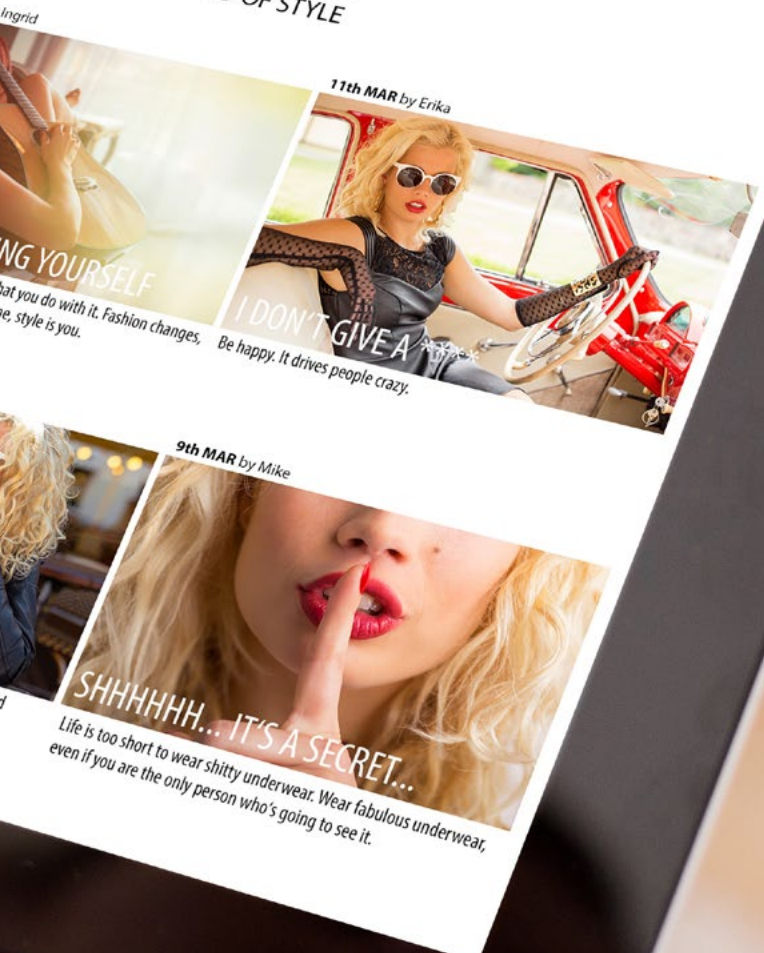 OF STYLE
Ingrid
NG YOURSELF
hat you do with it. Fashion changes,
e, style is you.
11th MAR by Erika
I DON'T GIVE A ****
Be happy. It drives people crazy.
9th MAR by Mike
SHHHHHH... IT'S A SECRET...
Life is too short to wear shitty underwear. Wear fabulous underwear,
even if you are the only person who's going to see it.